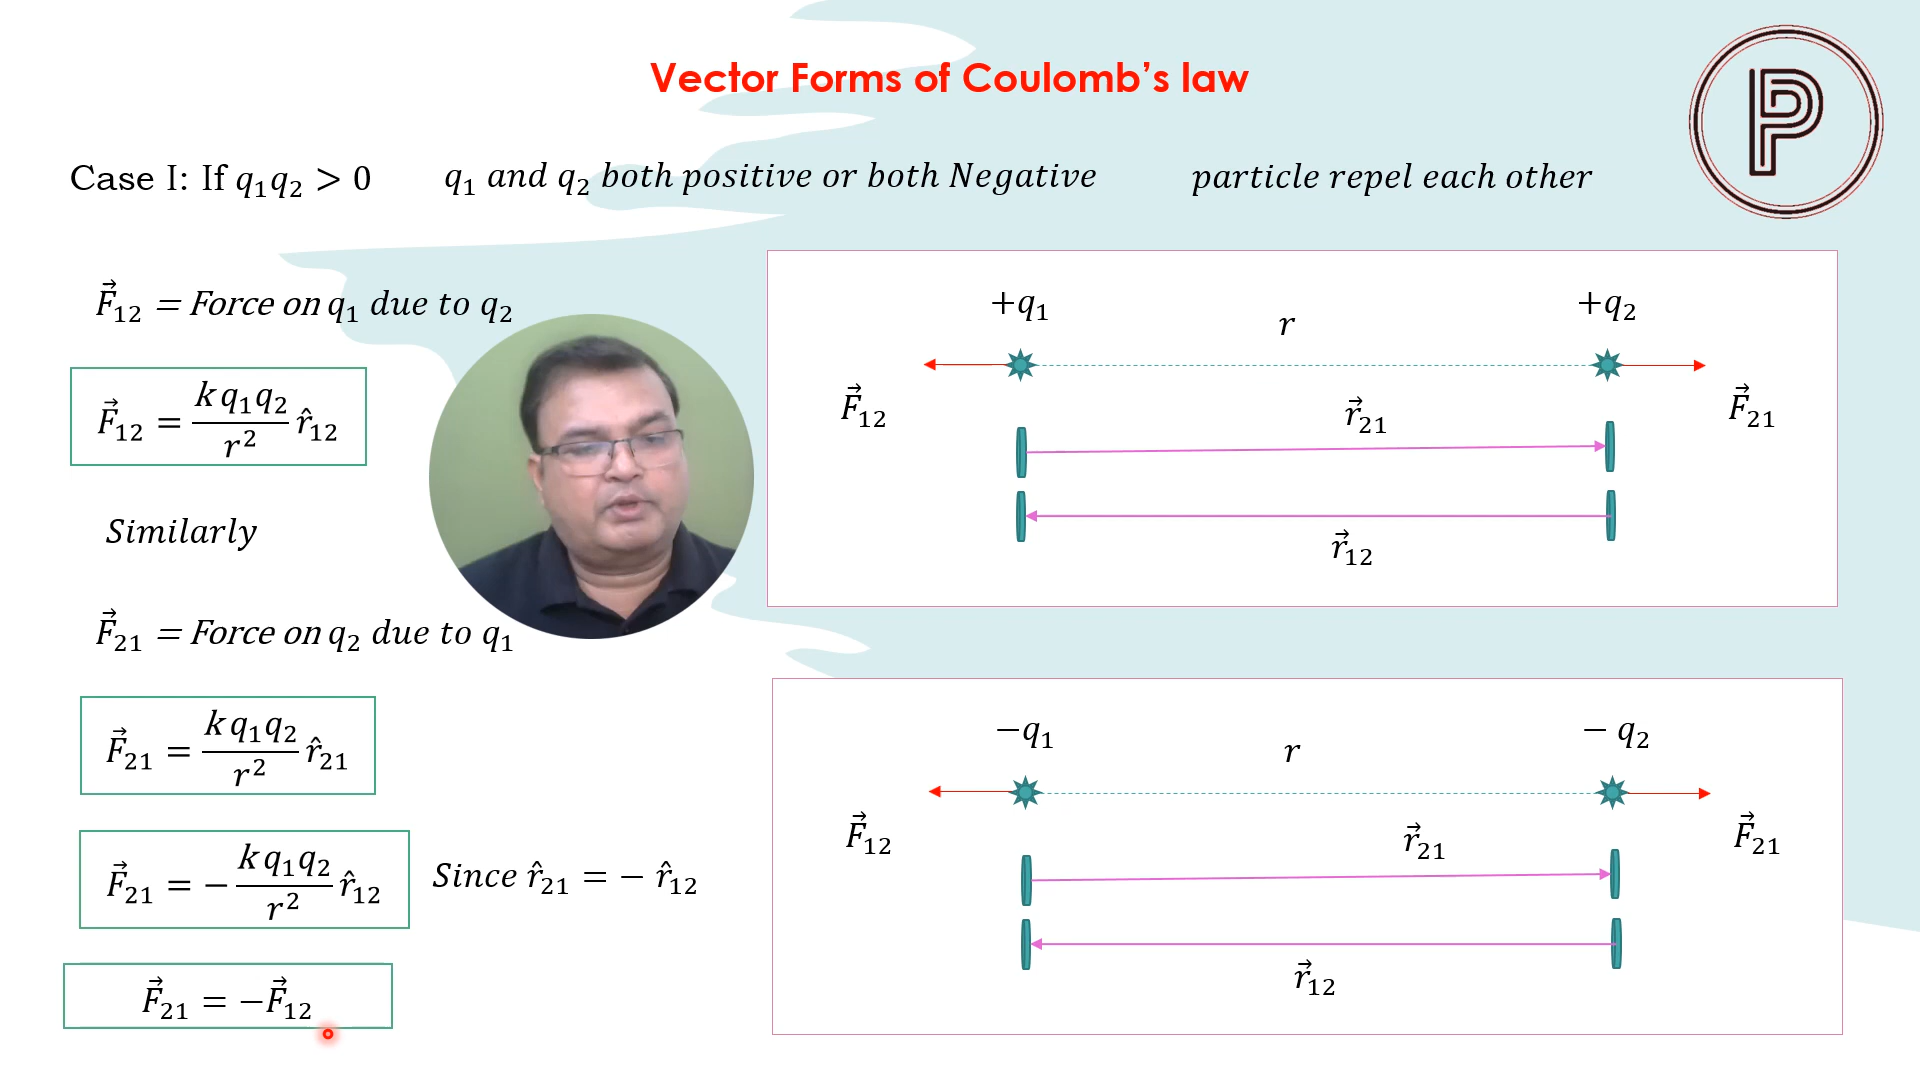 Vector Forms of Coulomb's law
P
Case I: If q₁q₂ > 0 q₁ and q₂ both positive or both Negative particle repel each other
F⃗₁₂ = Force on q₁ due to q₂
F⃗₁₂ = kq₁q₂/r² r̂₁₂
Similarly
F⃗₂₁ = Force on q₂ due to q₁
F⃗₂₁ = kq₁q₂/r² r̂₂₁
F⃗₂₁ = − kq₁q₂/r² r̂₁₂ Since r̂₂₁ = − r̂₁₂
F⃗₂₁ = −F⃗₁₂
+q₁ r +q₂
F⃗₁₂ r⃗₂₁ F⃗₂₁
r⃗₁₂
−q₁ r − q₂
F⃗₁₂ r⃗₂₁ F⃗₂₁
r⃗₁₂